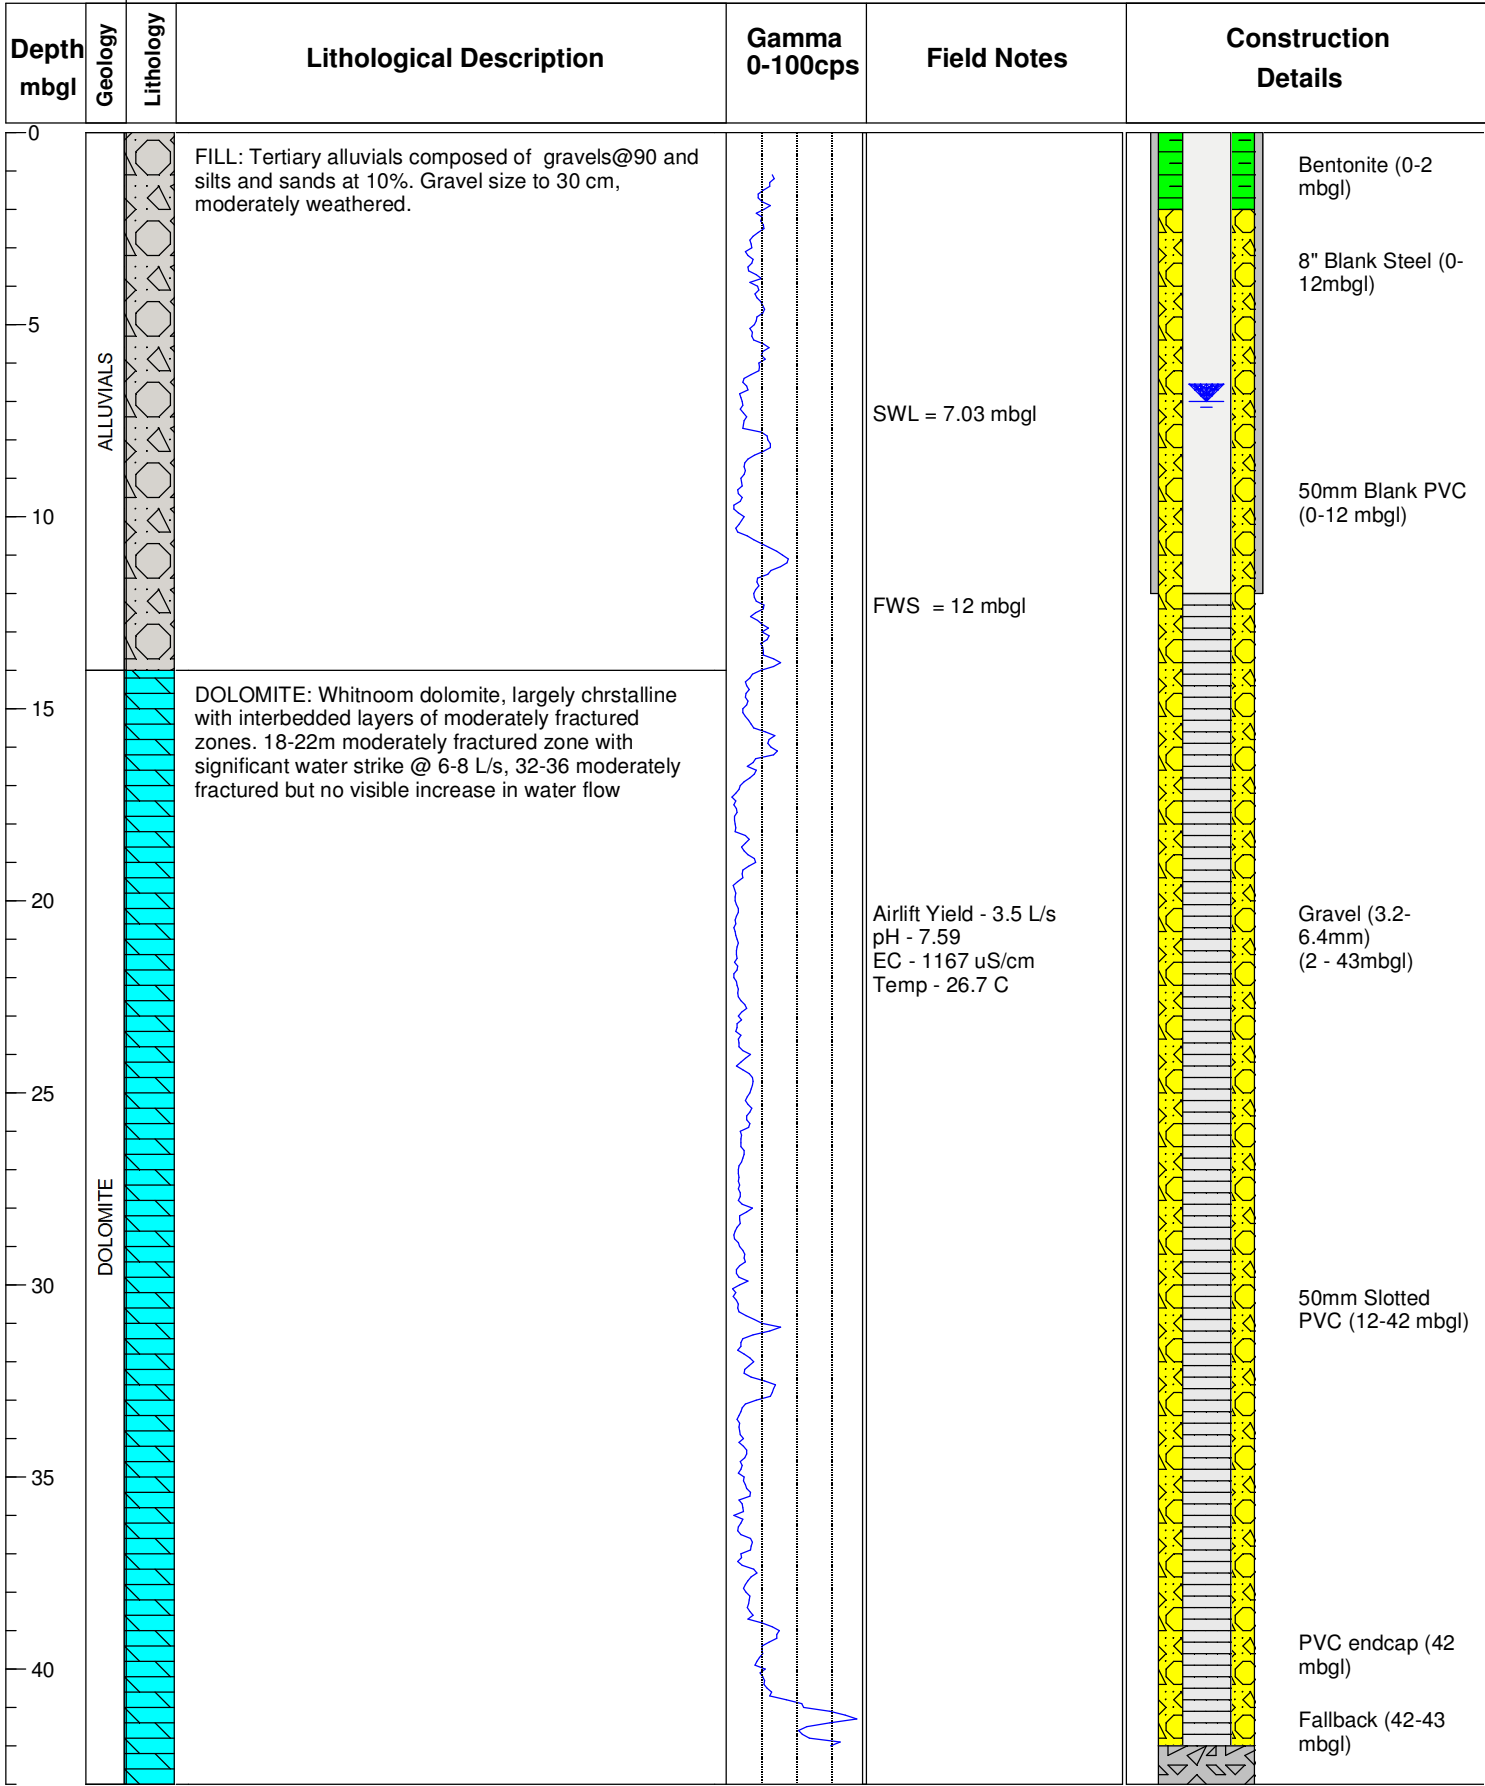 Depth
mbgl
Geology
Lithology
Lithological Description
Gamma
0-100cps
Field Notes
Construction
Details
0
5
10
15
20
25
30
35
40
ALLUVIALS
DOLOMITE
FILL: Tertiary alluvials composed of  gravels@90 and
silts and sands at 10%. Gravel size to 30 cm,
moderately weathered.
DOLOMITE: Whitnoom dolomite, largely chrstalline
with interbedded layers of moderately fractured
zones. 18-22m moderately fractured zone with
significant water strike @ 6-8 L/s, 32-36 moderately
fractured but no visible increase in water flow
SWL = 7.03 mbgl
FWS  = 12 mbgl
Airlift Yield - 3.5 L/s
pH - 7.59
EC - 1167 uS/cm
Temp - 26.7 C
Bentonite (0-2
mbgl)
8" Blank Steel (0-
12mbgl)
50mm Blank PVC
(0-12 mbgl)
Gravel (3.2-
6.4mm)
(2 - 43mbgl)
50mm Slotted
PVC (12-42 mbgl)
PVC endcap (42
mbgl)
Fallback (42-43
mbgl)